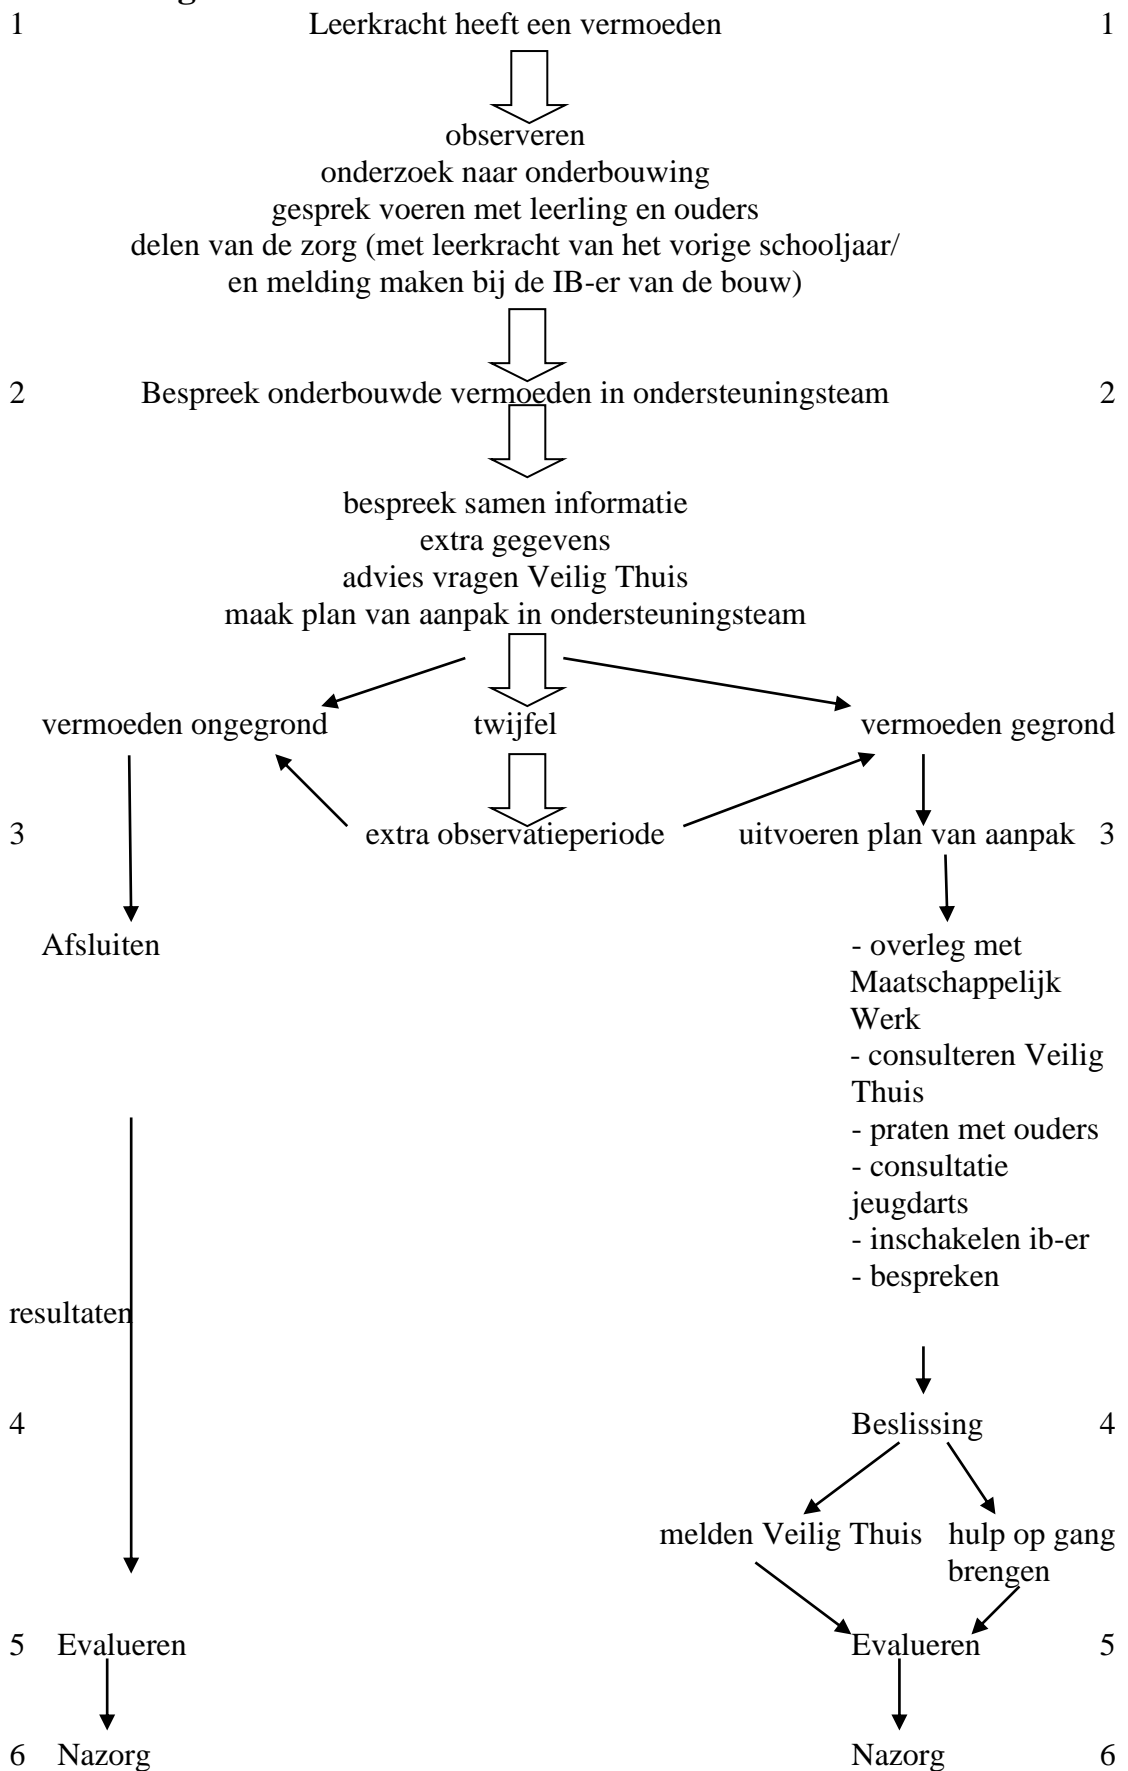 1 Leerkracht heeft een vermoeden 1
observeren
onderzoek naar onderbouwing
gesprek voeren met leerling en ouders
delen van de zorg (met leerkracht van het vorige schooljaar/
en melding maken bij de IB-er van de bouw)
2 Bespreek onderbouwde vermoeden in ondersteuningsteam 2
bespreek samen informatie
extra gegevens
advies vragen Veilig Thuis
maak plan van aanpak in ondersteuningsteam
vermoeden ongegrond twijfel vermoeden gegrond
3 extra observatieperiode uitvoeren plan van aanpak 3
Afsluiten - overleg met
Maatschappelijk
Werk
- consulteren Veilig
Thuis
- praten met ouders
- consultatie
jeugdarts
- inschakelen ib-er
- bespreken
resultaten
4 Beslissing 4
melden Veilig Thuis hulp op gang
brengen
5 Evalueren Evalueren 5
6 Nazorg Nazorg 6